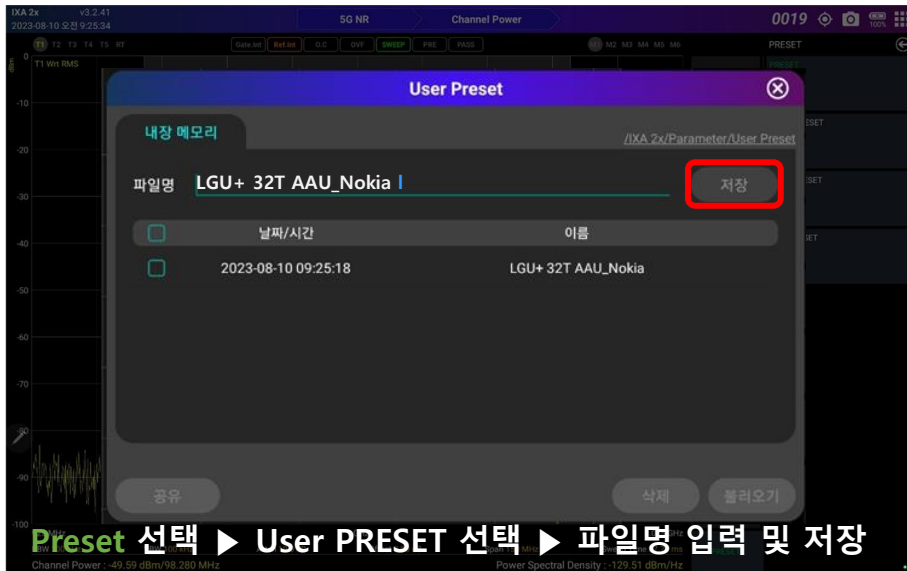 IXA 2x v3.2.41
2023-08-10 오전 9:25:34
5G NR
Channel Power
0019
100%
T1 T2 T3 T4 T5 RT
Gate.Int Ref.Int O.C OVF SWEEP PRE PASS
M1 M2 M3 M4 M5 M6
PRESET
T1 Wrt RMS
PRESET
dBm
0
-10
-20
-30
-40
-50
-60
-70
-80
-90
-100
User Preset
내장 메모리
/IXA 2x/Parameter/User Preset
파일명 LGU+ 32T AAU_Nokia
저장
날짜/시간 이름
2023-08-10 09:25:18 LGU+ 32T AAU_Nokia
공유
삭제
불러오기
Preset 선택 ▶ User PRESET 선택 ▶ 파일명 입력 및 저장
Channel Power : -49.59 dBm/98.280 MHz
Power Spectral Density : -129.51 dBm/Hz